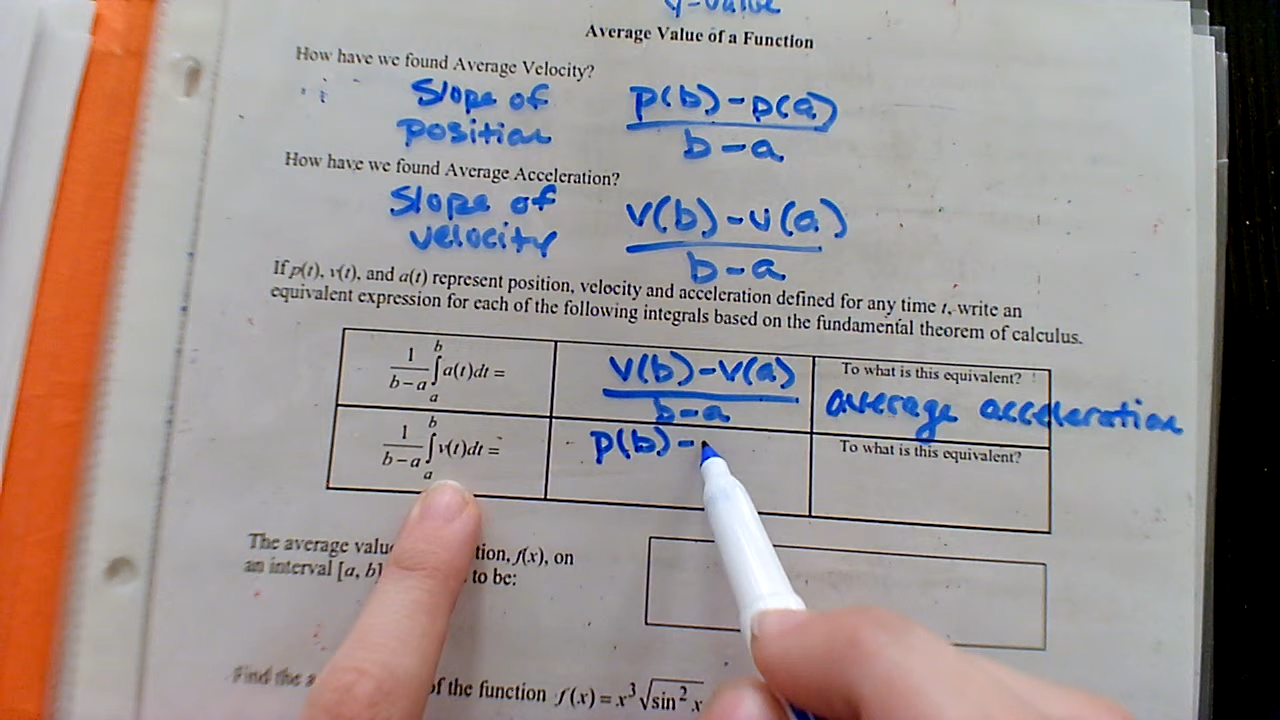 y-value
Average Value of a Function
How have we found Average Velocity?
Slope of position
p(b)-p(a)
b-a
How have we found Average Acceleration?
Slope of velocity
v(b)-v(a)
b-a
If p(t), v(t), and a(t) represent position, velocity and acceleration defined for any time t, write an
equivalent expression for each of the following integrals based on the fundamental theorem of calculus.
1/(b-a) ∫_a^b a(t)dt =
v(b)-v(a)
b-a
To what is this equivalent?
average acceleration
1/(b-a) ∫_a^b v(t)dt =
p(b)-
To what is this equivalent?
The average valu tion, f(x), on
an interval [a, b] to be:
Find the a of the function f(x) = x³√sin² x